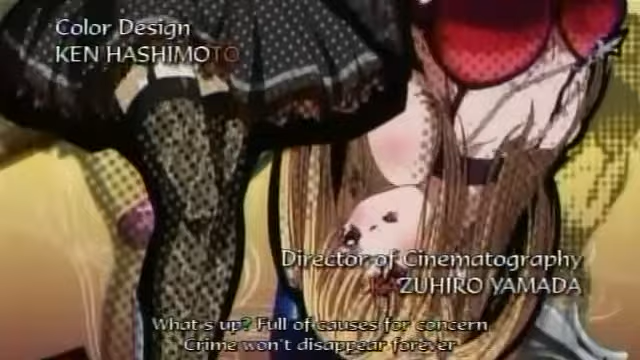 Color Design
KEN HASHIMOTO
Director of Cinematography
KAZUHIRO YAMADA
What's up? Full of causes for concern
Crime won't disappear forever